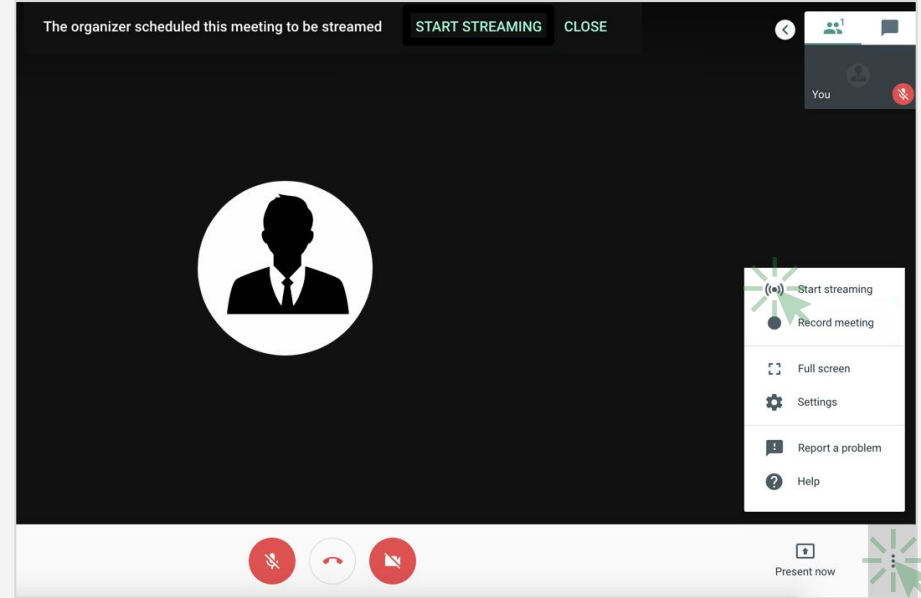 The organizer scheduled this meeting to be streamed START STREAMING CLOSE
1
You
Start streaming
Record meeting
Full screen
Settings
Report a problem
Help
Present now